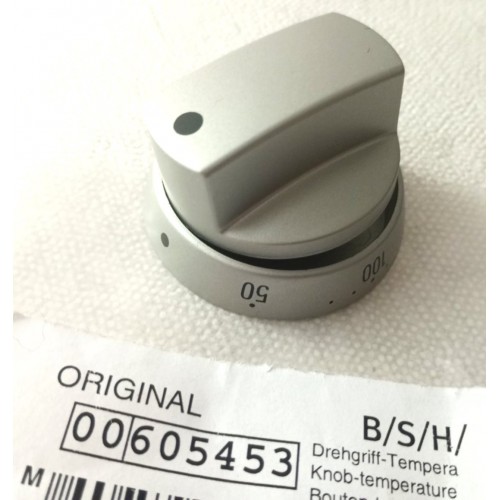 50
100
ORIGINAL
00605453
B/S/H/
Drehgriff-Tempera
Knob-temperature
M